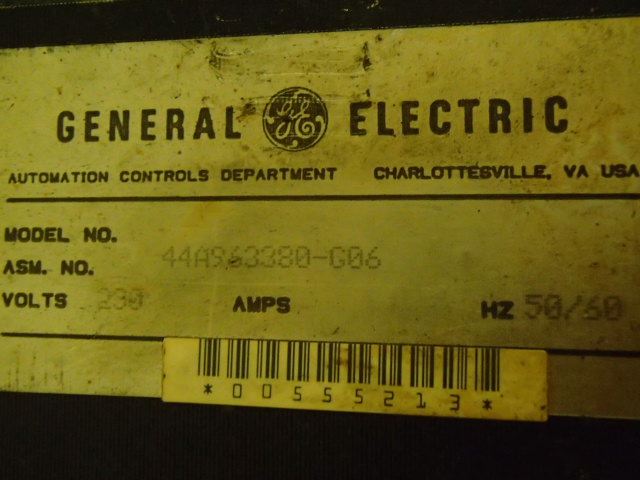 GENERAL GE ELECTRIC
AUTOMATION CONTROLS DEPARTMENT CHARLOTTESVILLE, VA USA
MODEL NO.
ASM. NO. 44A963380-G06
VOLTS 230 AMPS HZ 50/60
*00555213*